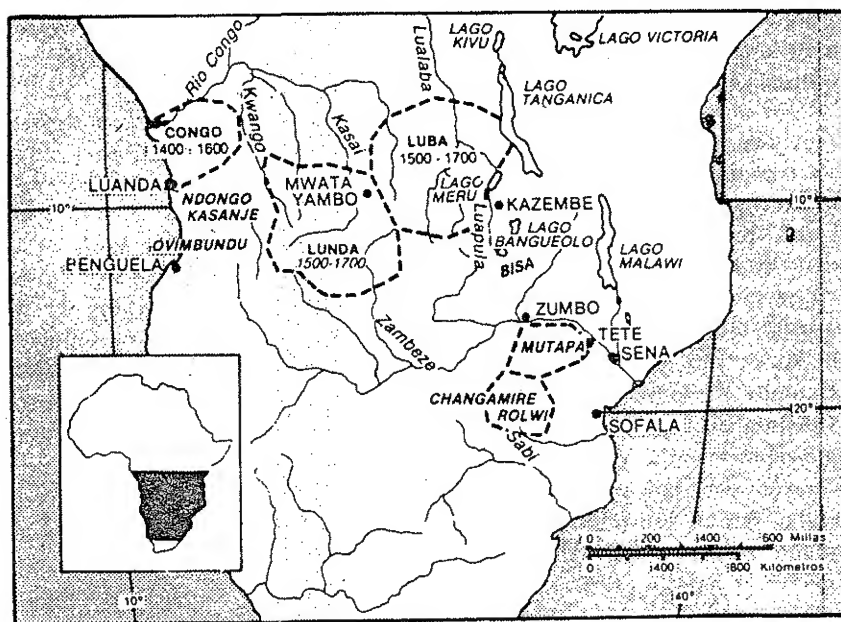 LAGO
KIVU
LAGO VICTORIA
Rio Congo
Lualaba
LAGO
TANGANICA
Kwango
Kasai
CONGO
1400 : 1600
LUBA
1500 - 1700
LUANDA
MWATA
YAMBO
LAGO
MERU
KAZEMBE
10°
10°
NDONGO
KASANJE
Luapula
LAGO
BANGUEOLO
OVIMBUNDU
LUNDA
1500-1700
BISA
LAGO
MALAWI
BENGUELA
ZUMBO
Zambeze
TETE
MUTAPA
SENA
CHANGAMIRE
ROLWI
20°
SOFALA
Sabi
0 200 400 600 Millas
0 400 800 Kilometros
10°
40°